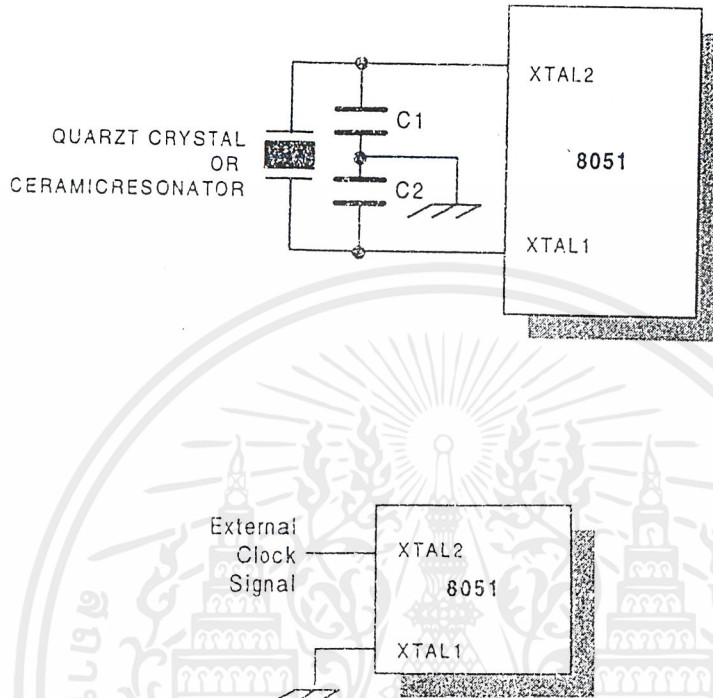 XTAL2
C1
QUARZT CRYSTAL
OR
CERAMICRESONATOR
8051
C2
XTAL1
External
Clock
Signal
XTAL2
8051
XTAL1